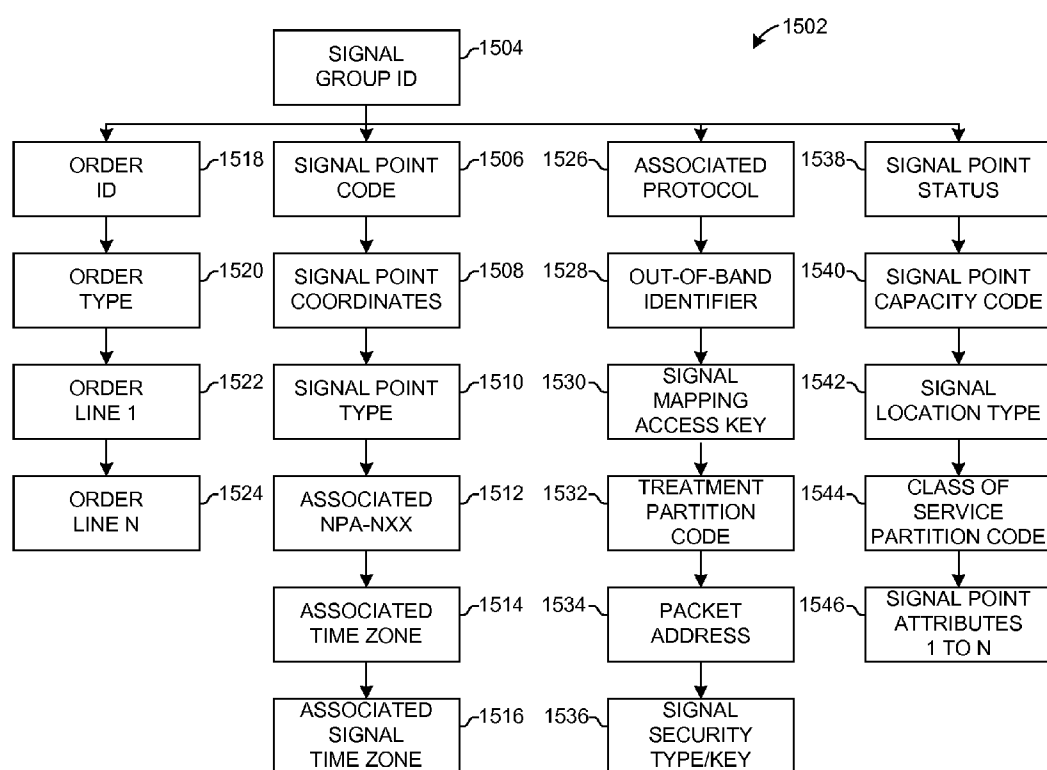 1502
SIGNAL
GROUP ID
1504
ORDER
ID
1518
SIGNAL POINT
CODE
1506
1526
ASSOCIATED
PROTOCOL
1538
SIGNAL POINT
STATUS
ORDER
TYPE
1520
SIGNAL POINT
COORDINATES
1508
1528
OUT-OF-BAND
IDENTIFIER
1540
SIGNAL POINT
CAPACITY CODE
ORDER
LINE 1
1522
SIGNAL POINT
TYPE
1510
1530
SIGNAL
MAPPING
ACCESS KEY
1542
SIGNAL
LOCATION TYPE
ORDER
LINE N
1524
ASSOCIATED
NPA-NXX
1512
1532
TREATMENT
PARTITION
CODE
1544
CLASS OF
SERVICE
PARTITION CODE
ASSOCIATED
TIME ZONE
1514
1534
PACKET
ADDRESS
1546
SIGNAL POINT
ATTRIBUTES
1 TO N
ASSOCIATED
SIGNAL
TIME ZONE
1516
1536
SIGNAL
SECURITY
TYPE/KEY